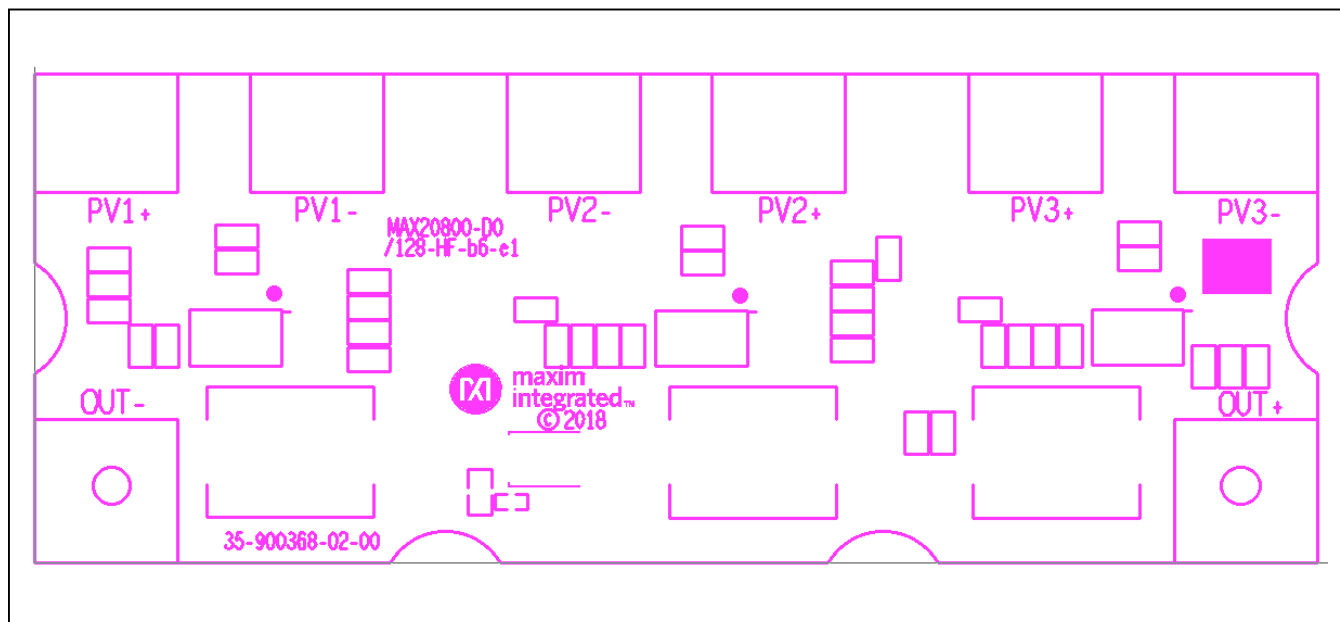 PV1+ PV1- PV2- PV2+ PV3+ PV3-
MAX20800-D0
/128-HF-b6-e1
maxim
integrated™
© 2018
OUT- OUT+
35-900368-02-00